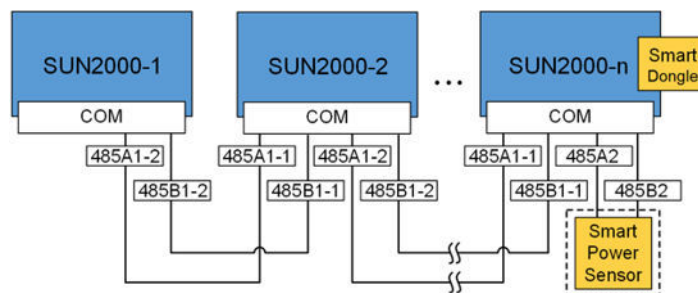 SUN2000-1
SUN2000-2
...
SUN2000-n
Smart
Dongle
COM
COM
COM
485A1-2
485A1-1
485A1-2
485A1-1
485A2
485B1-2
485B1-1
485B1-2
485B1-1
485B2
Smart
Power
Sensor